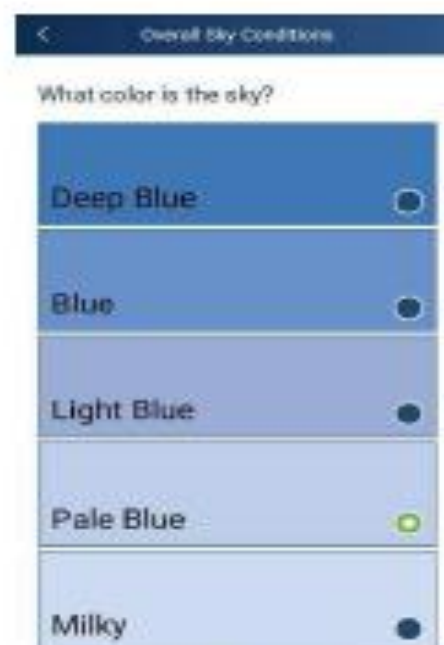 Overall Sky Conditions
What color is the sky?
Deep Blue
Blue
Light Blue
Pale Blue
Milky